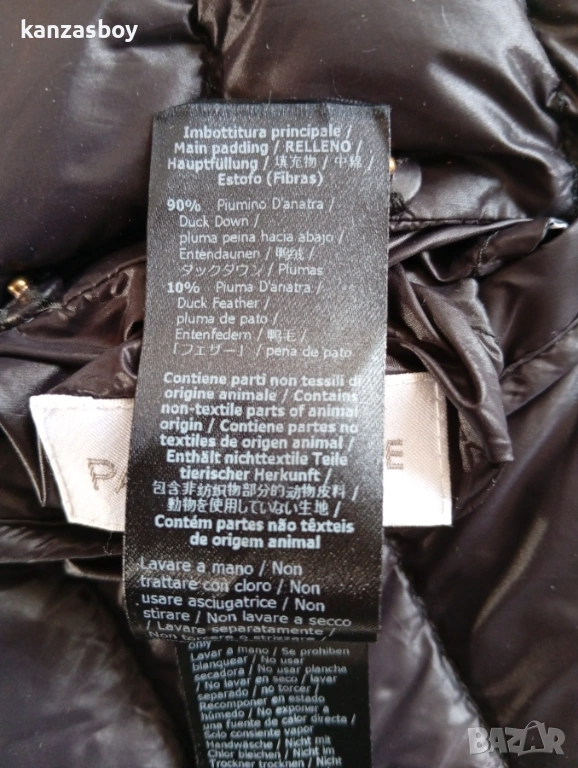 kanzasboy
Imbottitura principale /
Main padding / RELLENO /
Hauptfüllung / 填充物 / 中綿 /
Estofo (Fibras)
90% Piumino D'anatra /
Duck Down /
pluma peina hacia abajo /
Entendaunen / 鸭绒 /
ダックダウン / Plumas
10% Piuma D'anatra /
Duck Feather /
pluma de pato /
Entenfedern / 鸭毛 /
「フェザー」 / pena de pato
Contiene parti non tessili di
origine animale / Contains
non-textile parts of animal
origin / Contiene partes no
textiles de origen animal /
Enthält nichttextile Teile
tierischer Herkunft /
包含非纺织物部分的动物皮料 /
動物を使用していない生地 /
Contém partes não têxteis
de origem animal
PA
E
Lavare a mano / Non
trattare con cloro / Non
usare asciugatrice / Non
stirare / Non lavare a secco
/ Lavare separatamente /
Non torcere o strizzare /
only
Lavar a mano / Se prohiben
blanquear / No usar
secadora / No usar plancha
/ No lavar en seco / lavar
separado / no torcer /
Recomponer en estado
húmedo / No exponer a
una fuente de calor directa /
Solo consiente vapor
Handwäsche / Nicht mit
Chlor bleichen / Nicht im
Trockner trocknen / Nicht
BAZAR